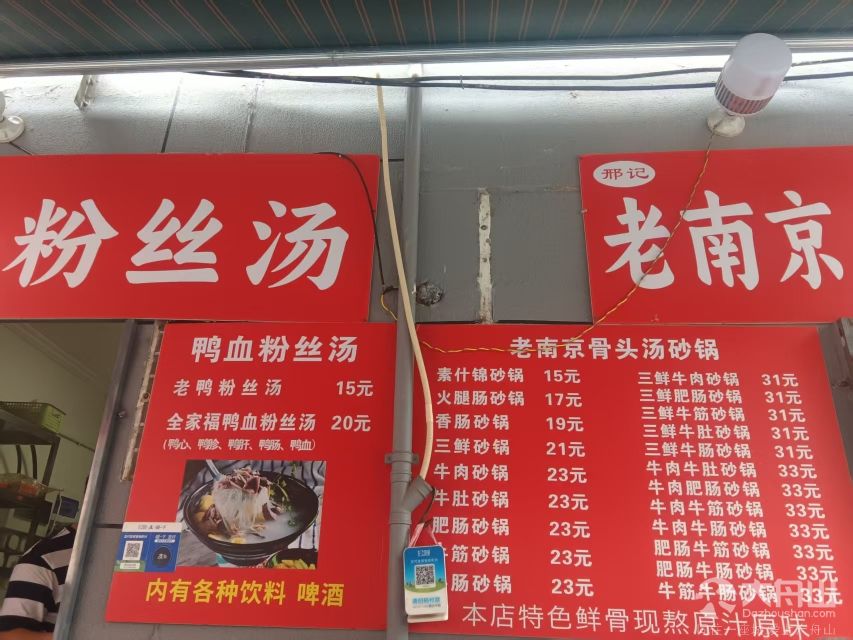 粉丝汤
邢记
老南京
鸭血粉丝汤
老鸭粉丝汤 15元
全家福鸭血粉丝汤 20元
(鸭心、鸭胗、鸭肝、鸭肠、鸭血)
内有各种饮料 啤酒
老南京骨头汤砂锅
素什锦砂锅 15元
火腿肠砂锅 17元
香肠砂锅 19元
三鲜砂锅 21元
牛肉砂锅 23元
牛肚砂锅 23元
肥肠砂锅 23元
筋砂锅 23元
肠砂锅 23元
三鲜牛肉砂锅 31元
三鲜肥肠砂锅 31元
三鲜牛筋砂锅 31元
三鲜牛肚砂锅 31元
三鲜牛肠砂锅 31元
牛肉牛肚砂锅 33元
牛肉肥肠砂锅 33元
牛肉牛筋砂锅 33元
牛肉牛肠砂锅 33元
肥肠牛筋砂锅 33元
肥肠牛肠砂锅 33元
牛筋牛肠砂锅 33元
本店特色鲜骨现熬原汁原味
大舟山
Dazhoushan.com